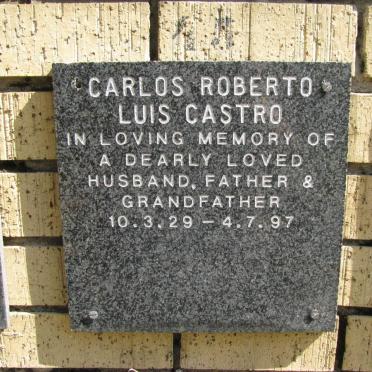 CARLOS ROBERTO
LUIS CASTRO
IN LOVING MEMORY OF
A DEARLY LOVED
HUSBAND, FATHER &
GRANDFATHER
10.3.29 – 4.7.97